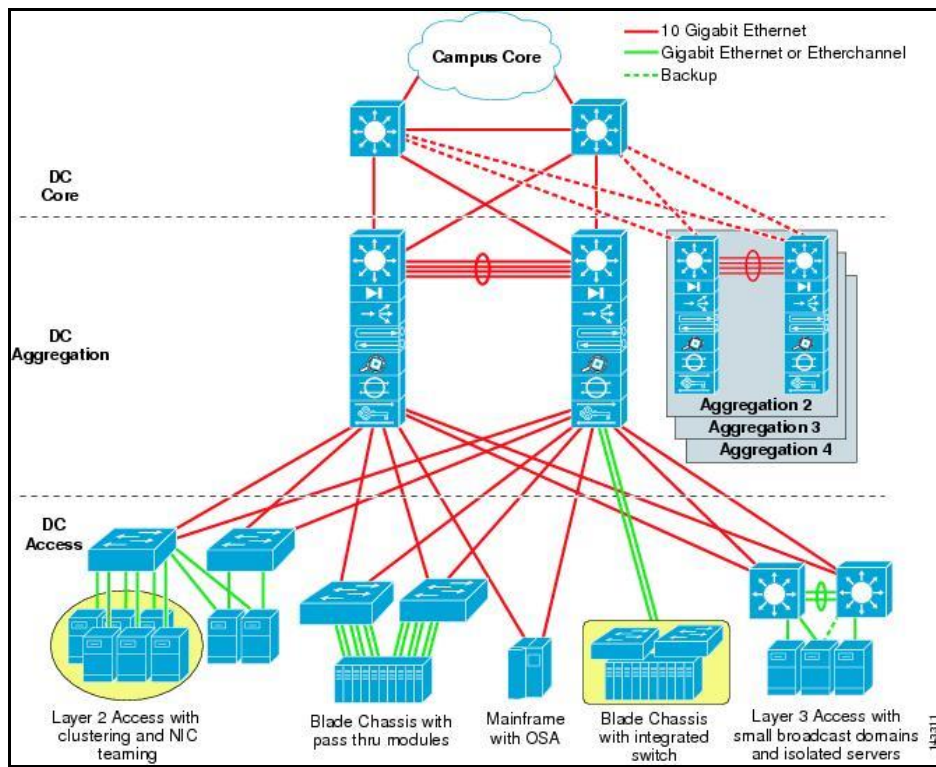 10 Gigabit Ethernet
Gigabit Ethernet or Etherchannel
Backup
Campus Core
DC
Core
DC
Aggregation
Aggregation 2
Aggregation 3
Aggregation 4
DC
Access
Layer 2 Access with
clustering and NIC
teaming
Blade Chassis with
pass thru modules
Mainframe
with OSA
Blade Chassis
with integrated
switch
Layer 3 Access with
small broadcast domains
and isolated servers